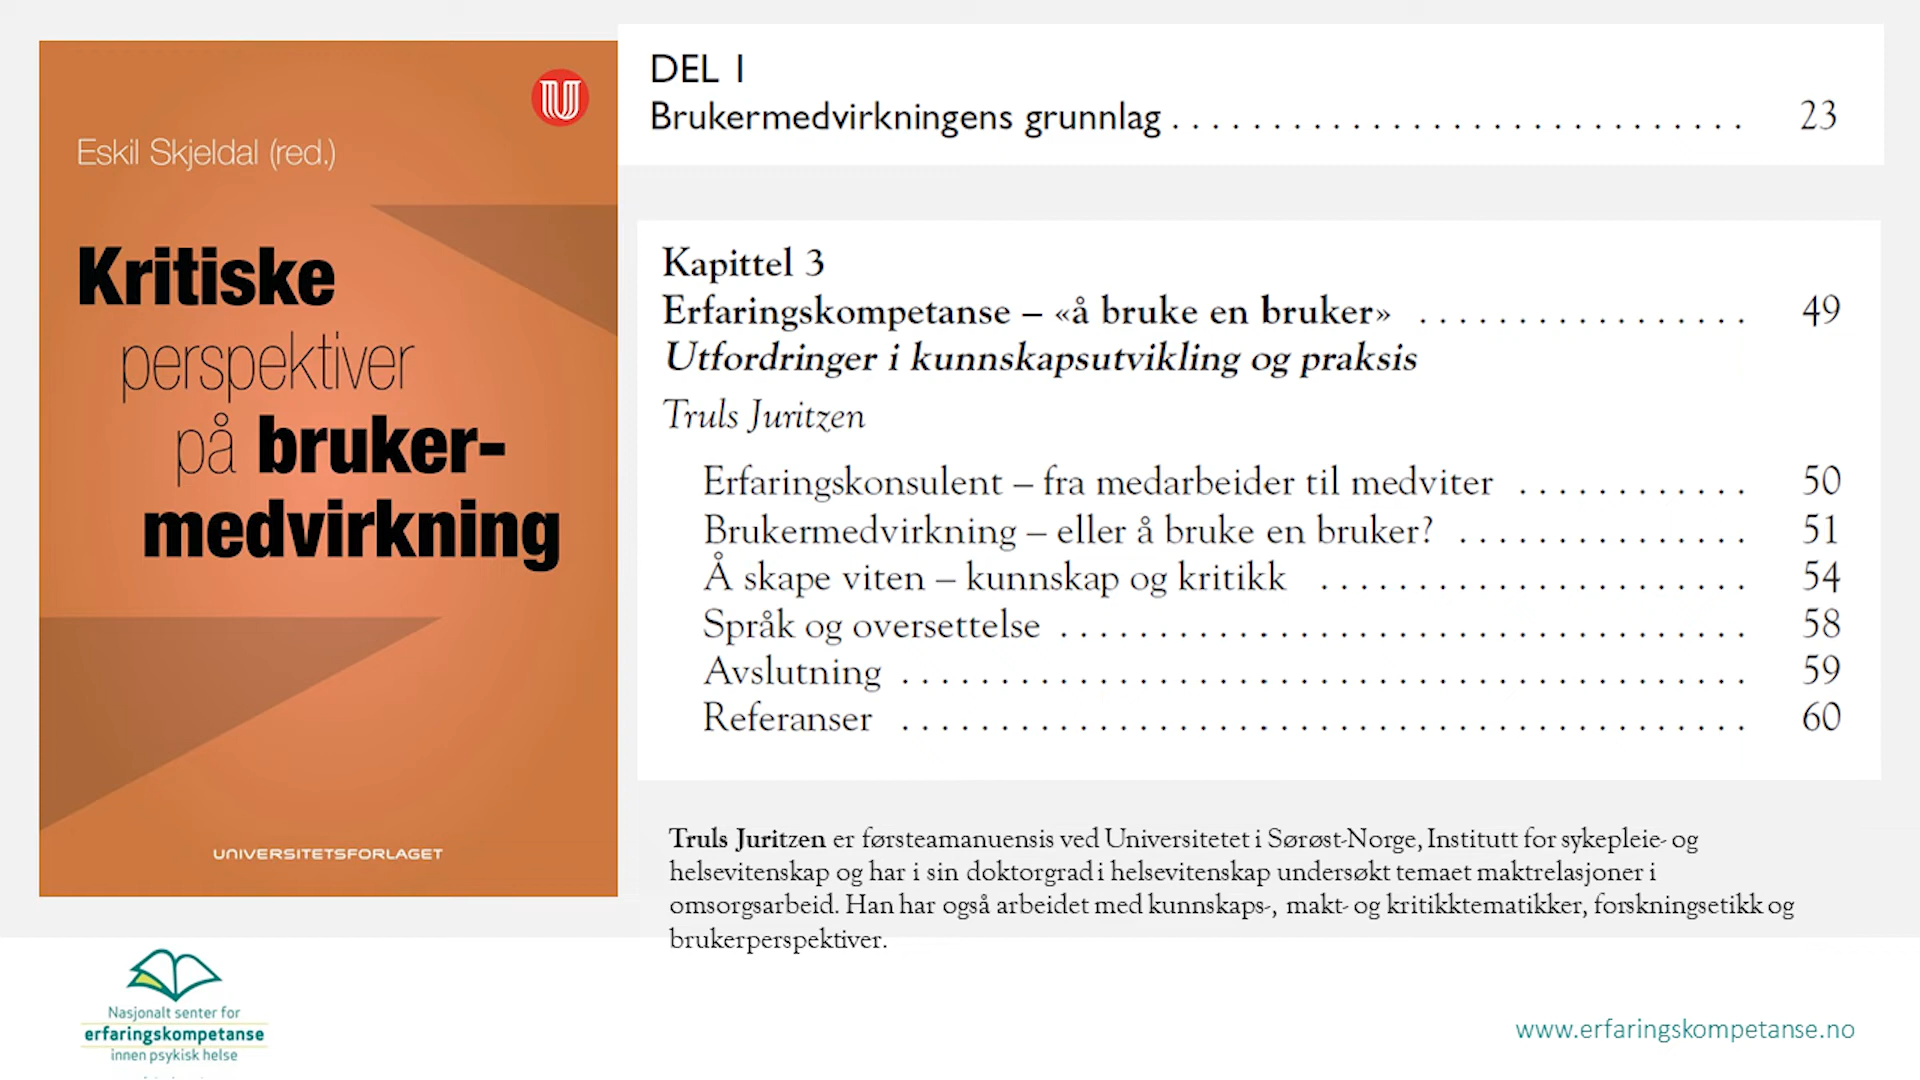 Eskil Skjeldal (red.)
Kritiske
perspektiver
på bruker-
medvirkning
UNIVERSITETSFORLAGET
DEL I
Brukermedvirkningens grunnlag . . . . . . . . . . . . . . . . . . . . . . . . . . . . . 23
Kapittel 3
Erfaringskompetanse – «å bruke en bruker» . . . . . . . . . . . . . . . . . 49
Utfordringer i kunnskapsutvikling og praksis
Truls Juritzen
Erfaringskonsulent – fra medarbeider til medviter . . . . . . . . . . . . 50
Brukermedvirkning – eller å bruke en bruker? . . . . . . . . . . . . . . . 51
Å skape viten – kunnskap og kritikk . . . . . . . . . . . . . . . . . . . . . . 54
Språk og oversettelse . . . . . . . . . . . . . . . . . . . . . . . . . . . . . . . . . . . 58
Avslutning . . . . . . . . . . . . . . . . . . . . . . . . . . . . . . . . . . . . . . . . . . . 59
Referanser . . . . . . . . . . . . . . . . . . . . . . . . . . . . . . . . . . . . . . . . . . . 60
Truls Juritzen er førsteamanuensis ved Universitetet i Sørøst-Norge, Institutt for sykepleie- og
helsevitenskap og har i sin doktorgrad i helsevitenskap undersøkt temaet maktrelasjoner i
omsorgsarbeid. Han har også arbeidet med kunnskaps-, makt- og kritikktematikker, forskningsetikk og
brukerperspektiver.
Nasjonalt senter for
erfaringskompetanse
innen psykisk helse
www.erfaringskompetanse.no